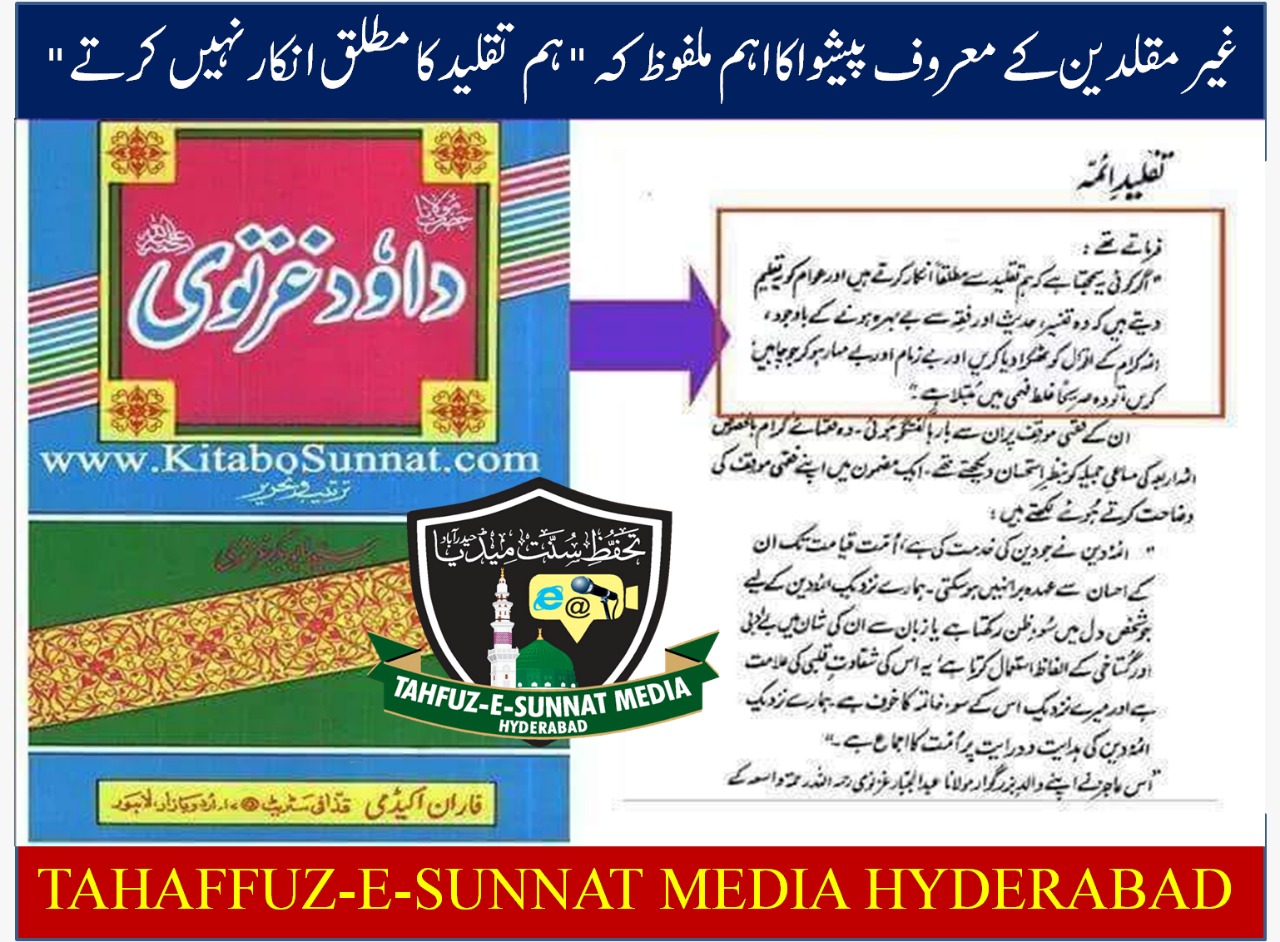 غیر مقلدین کے معروف پیشوا کا اہم ملفوظ کہ "ہم تقلید کا مطلق انکار نہیں کرتے"
حضرت مولانا
داؤد غزنوی
رحمۃ اللہ علیہ
www.KitaboSunnat.com
ترتیب و تحریر
سید ابوبکر غزنوی
فاران اکیڈمی قذافی سٹریٹ اردو بازار، لاہور
تقلیدِ ائمہ
فرماتے تھے :
"اگر کوئی یہ سمجھتا ہے کہ ہم تقلید سے مطلقاً انکار کرتے ہیں اور عوام کو یہ تعلیم
دیتے ہیں کہ وہ تفسیر، حدیث اور فقہ سے بے بہرہ ہونے کے باوجود،
ائمہ کرام کے اقوال کو ٹھکرا دیا کریں اور بے زمام اور بے مہار ہو کر جو چاہیں
کریں، تو وہ صریحاً غلط فہمی میں مُبتلا ہے۔"
ان کے فقہی موقف پر ان سے بارہا گفتگو ہوئی۔ وہ فقہائے کرام بالخصوص
ائمہ اربعہ کی مساعی جمیلہ کو بنظرِ استحسان دیکھتے تھے۔ ایک مضمون میں اپنے فقہی موقف کی
وضاحت کرتے ہوئے لکھتے ہیں :
"ائمۂ دین نے جو دین کی خدمت کی ہے، اُمت قیامت تک ان
کے احسان سے عہدہ برا نہیں ہو سکتی۔ ہمارے نزدیک ائمہ دین کے لیے
جو شخص دل میں سُوءِ ظن رکھتا ہے یا زبان سے ان کی شان میں بے ادبی
اور گستاخی کے الفاظ استعمال کرتا ہے، یہ اس کی شقاوتِ قلبی کی علامت
ہے اور میرے نزدیک اس کے سوءِ خاتمہ کا خوف ہے۔ ہمارے نزدیک
ائمۂ دین کی ہدایت و درایت پر اُمت کا اجماع ہے۔"
"اس عاجز نے اپنے والد بزرگوار مولانا عبدالجبار غزنوی رحمہ اللہ رحمۃ واسعہ کے
تحفظِ سُنّت میڈیا حیدرآباد
TAHFUZ-E-SUNNAT MEDIA
HYDERABAD
TAHAFFUZ-E-SUNNAT MEDIA HYDERABAD